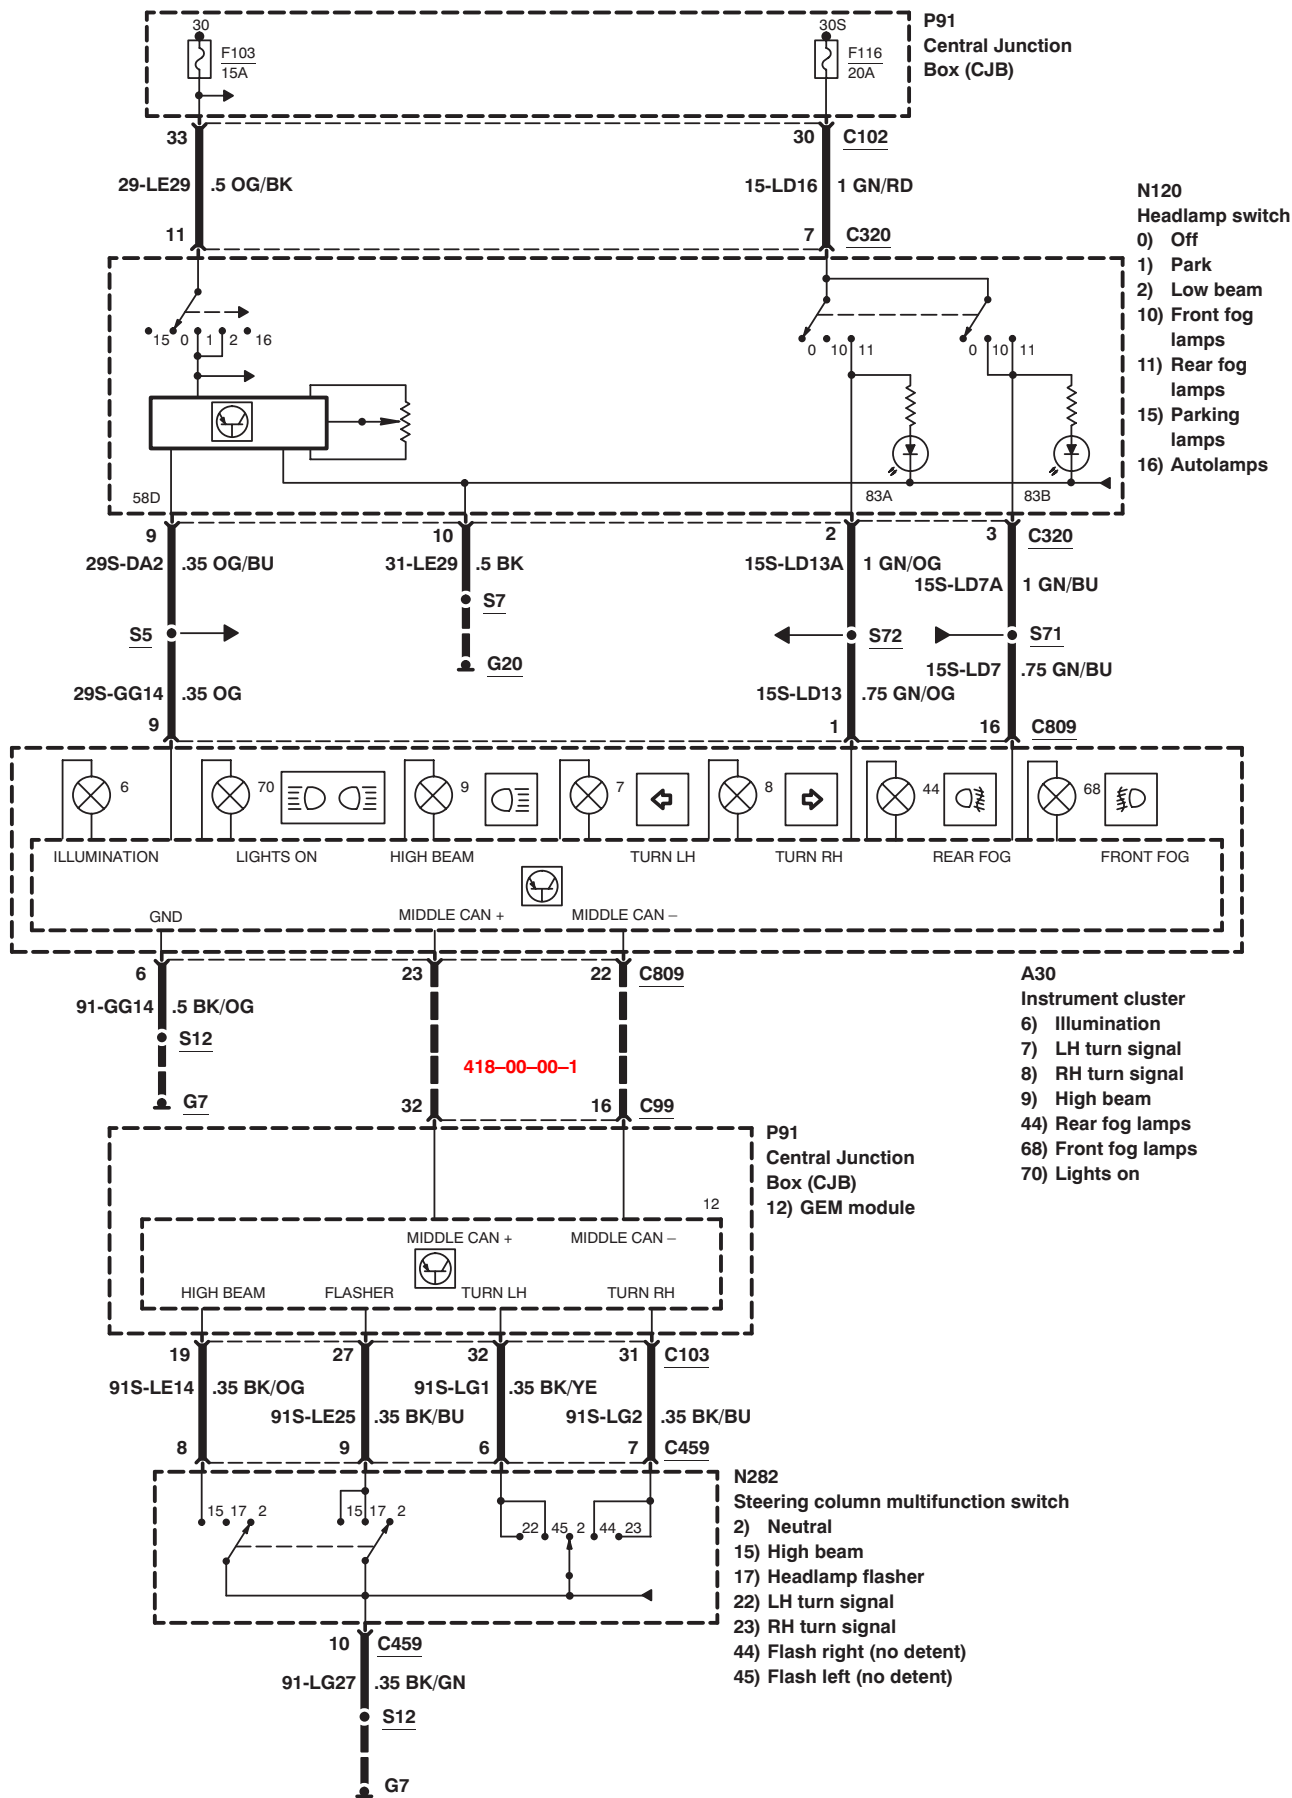 30
F103
15A
30S
F116
20A
P91
Central Junction
Box (CJB)
33
30
C102
29-LE29
.5 OG/BK
15-LD16
1 GN/RD
11
7
C320
N120
Headlamp switch
0) Off
1) Park
2) Low beam
10) Front fog
lamps
11) Rear fog
lamps
15) Parking
lamps
16) Autolamps
15 0 1 2 16
0 10 11
0 10 11
58D
83A
83B
9
10
2
3
C320
29S-DA2
.35 OG/BU
31-LE29
.5 BK
15S-LD13A
1 GN/OG
15S-LD7A
1 GN/BU
S7
S5
S72
S71
G20
29S-GG14
.35 OG
15S-LD13
.75 GN/OG
15S-LD7
.75 GN/BU
9
1
16
C809
6
70
9
7
8
44
68
ILLUMINATION
LIGHTS ON
HIGH BEAM
TURN LH
TURN RH
REAR FOG
FRONT FOG
GND
MIDDLE CAN +
MIDDLE CAN –
6
23
22
C809
91-GG14
.5 BK/OG
S12
G7
418–00–00–1
32
16
C99
A30
Instrument cluster
6) Illumination
7) LH turn signal
8) RH turn signal
9) High beam
44) Rear fog lamps
68) Front fog lamps
70) Lights on
P91
Central Junction
Box (CJB)
12) GEM module
12
MIDDLE CAN +
MIDDLE CAN –
HIGH BEAM
FLASHER
TURN LH
TURN RH
19
27
32
31
C103
91S-LE14
.35 BK/OG
91S-LG1
.35 BK/YE
91S-LE25
.35 BK/BU
91S-LG2
.35 BK/BU
8
9
6
7
C459
15 17 2
15 17 2
22 45 2 44 23
N282
Steering column multifunction switch
2) Neutral
15) High beam
17) Headlamp flasher
22) LH turn signal
23) RH turn signal
44) Flash right (no detent)
45) Flash left (no detent)
10
C459
91-LG27
.35 BK/GN
S12
G7